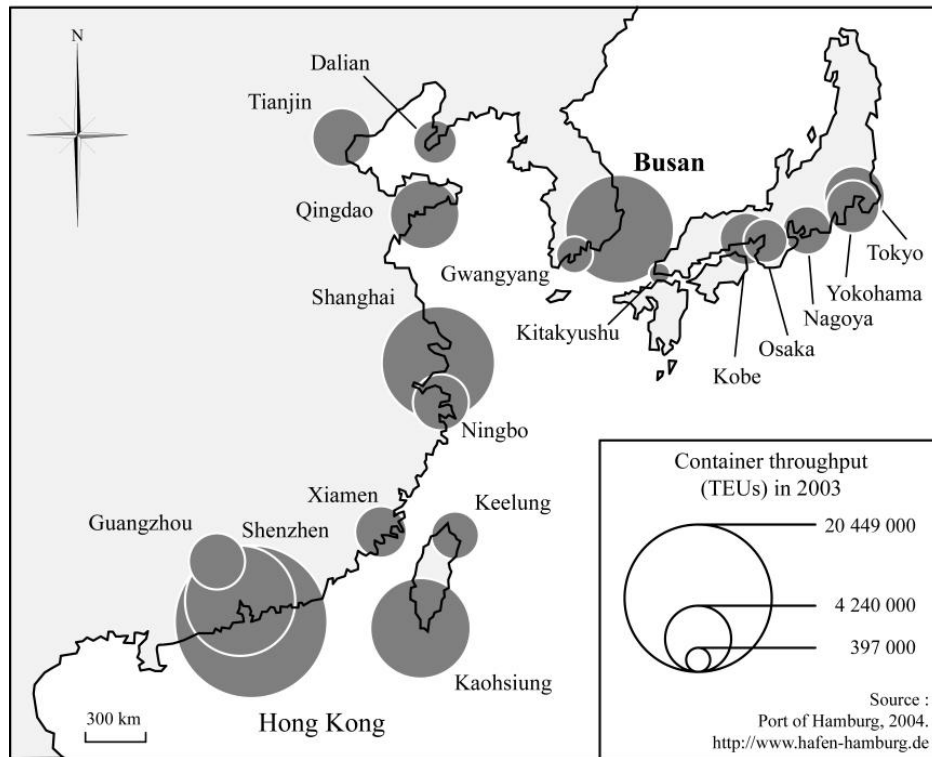 N
Dalian
Tianjin
Busan
Qingdao
Gwangyang
Tokyo
Shanghai
Yokohama
Kitakyushu
Nagoya
Osaka
Kobe
Ningbo
Xiamen
Keelung
Guangzhou
Shenzhen
Kaohsiung
Hong Kong
300 km
Container throughput
(TEUs) in 2003
20 449 000
4 240 000
397 000
Source :
Port of Hamburg, 2004.
http://www.hafen-hamburg.de